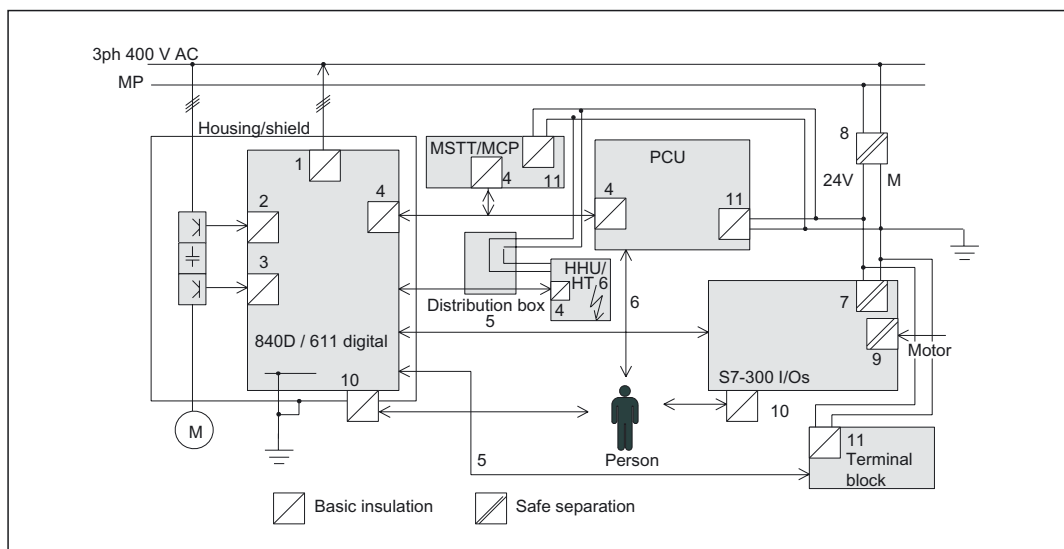 3ph 400 V AC
MP
Housing/shield
1
2
3
4
840D / 611 digital
10
M
MSTT/MCP
4
11
PCU
4
11
8
24V
M
Distribution box
5
HHU/
HT 6
4
6
7
9
Motor
S7-300 I/Os
10
Person
5
11
Terminal
block
Basic insulation
Safe separation